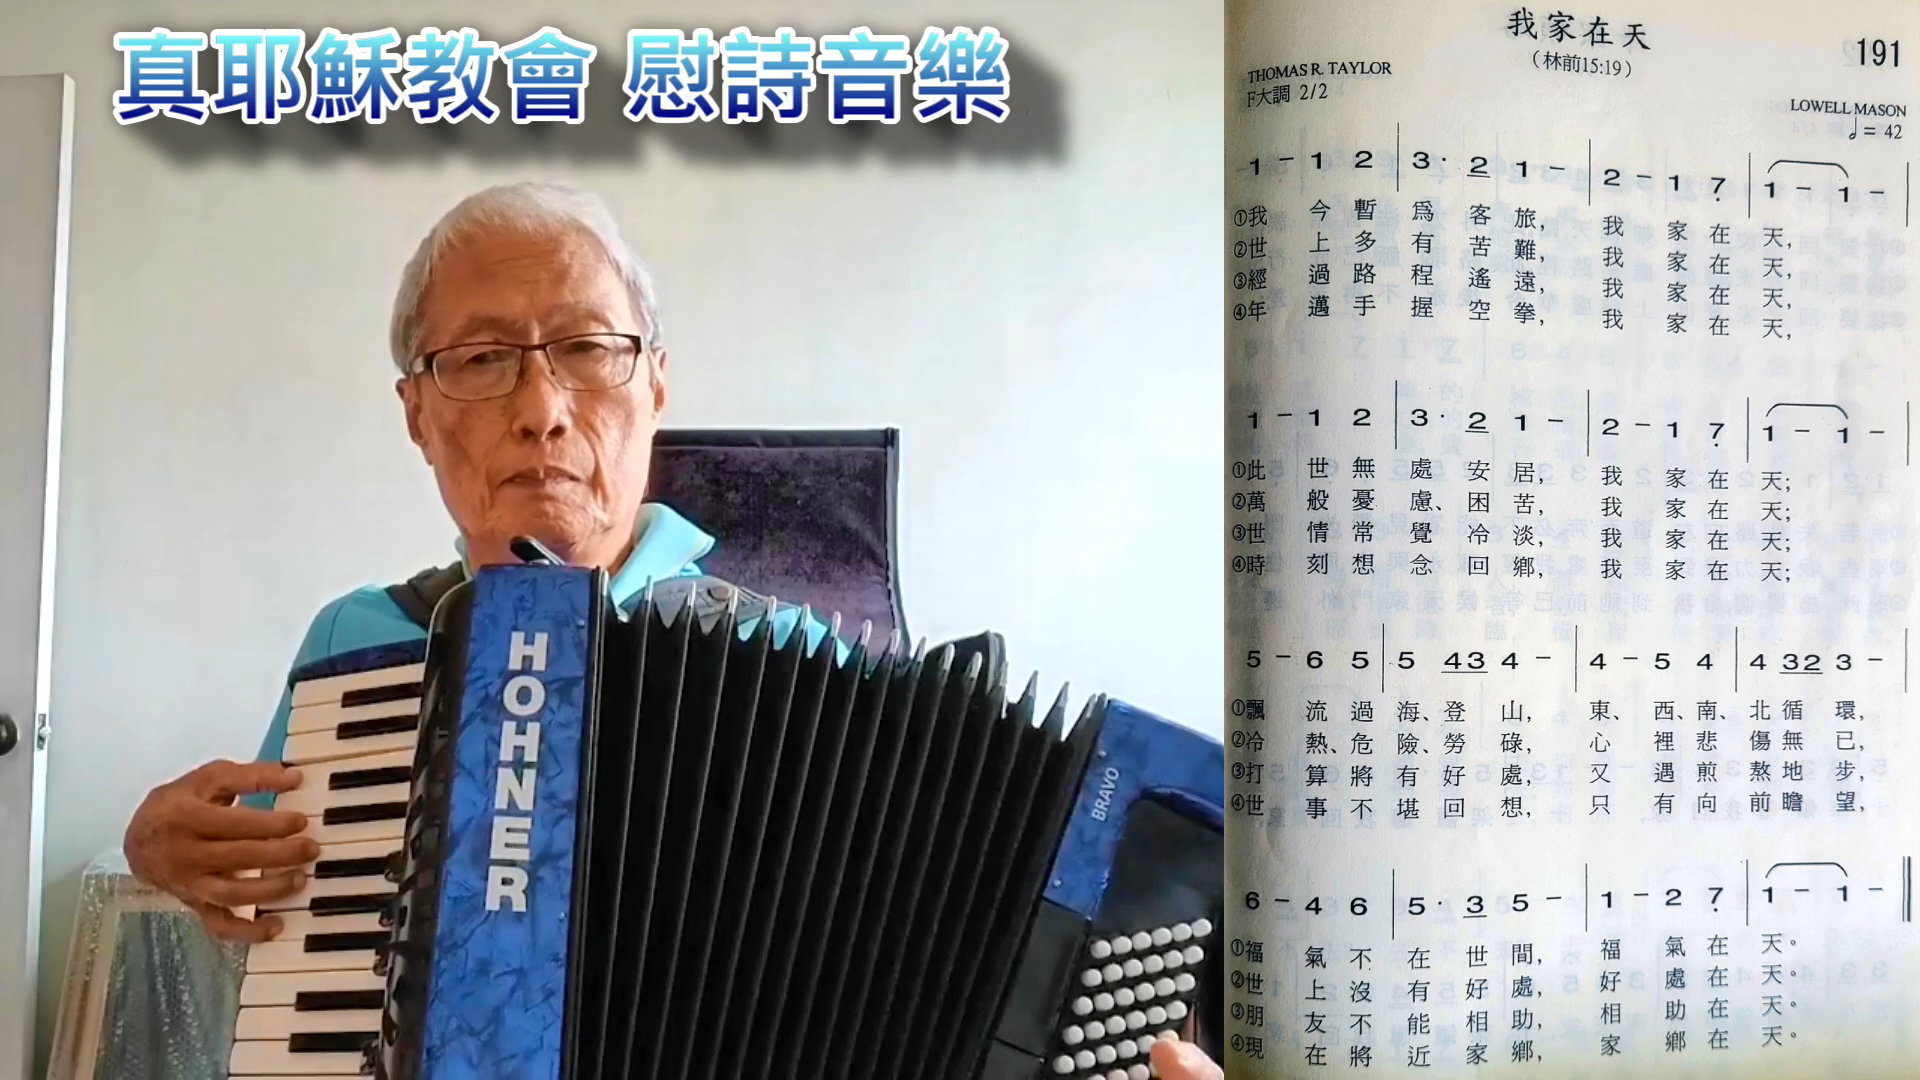 真耶穌教會 慰詩音樂
HOHNER
BRAVO
我家在天
(林前15:19)
191
THOMAS R. TAYLOR
F大調 2/2
LOWELL MASON
♩= 42
1 - 1 2 | 3 · 2 1 - | 2 - 1 7 | 1 - 1 - |
①我 今 暫 爲 客 旅, 我 家 在 天,
②世 上 多 有 苦 難, 我 家 在 天,
③經 過 路 程 遙 遠, 我 家 在 天,
④年 邁 手 握 空 拳, 我 家 在 天,
1 - 1 2 | 3 · 2 1 - | 2 - 1 7 | 1 - 1 - |
①此 世 無 處 安 居, 我 家 在 天;
②萬 般 憂 慮、困 苦, 我 家 在 天;
③世 情 常 覺 冷 淡, 我 家 在 天;
④時 刻 想 念 回 鄉, 我 家 在 天;
5 - 6 5 | 5 43 4 - | 4 - 5 4 | 4 32 3 - |
①飄 流 過 海、登 山, 東、西、南、北 循 環,
②冷 熱、危 險、勞 碌, 心 裡 悲 傷 無 已,
③打 算 將 有 好 處, 又 遇 煎 熬 地 步,
④世 事 不 堪 回 想, 只 有 向 前 瞻 望,
6 - 4 6 | 5 · 3 5 - | 1 - 2 7 | 1 - 1 - ‖
①福 氣 不 在 世 間, 福 氣 在 天。
②世 上 沒 有 好 處, 好 處 在 天。
③朋 友 不 能 相 助, 相 助 在 天。
④現 在 將 近 家 鄉, 家 鄉 在 天。